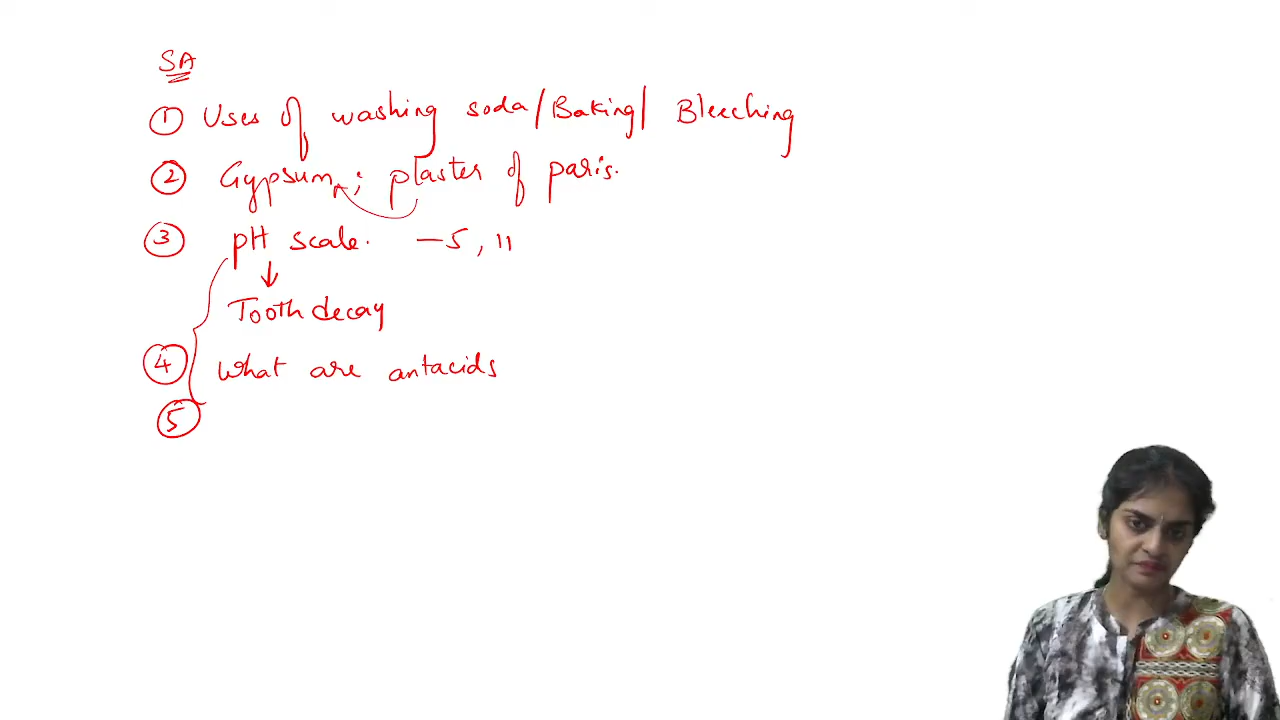 SA
① Uses of washing soda/Baking/ Bleeching
② Gypsum ; plaster of paris.
③ pH scale. – 5, 11
Tooth decay
④ What are antacids
⑤